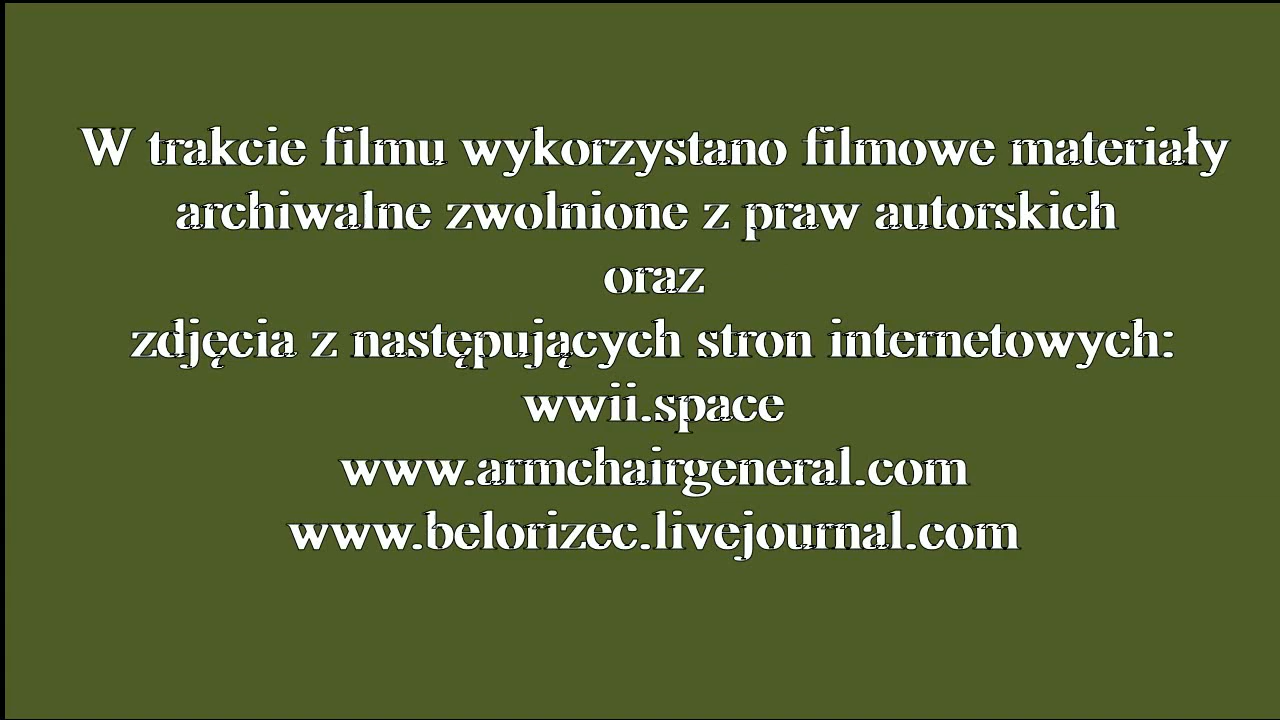 W trakcie filmu wykorzystano filmowe materiały
archiwalne zwolnione z praw autorskich
oraz
zdjęcia z następujących stron internetowych:
wwii.space
www.armchairgeneral.com
www.belorizec.livejournal.com